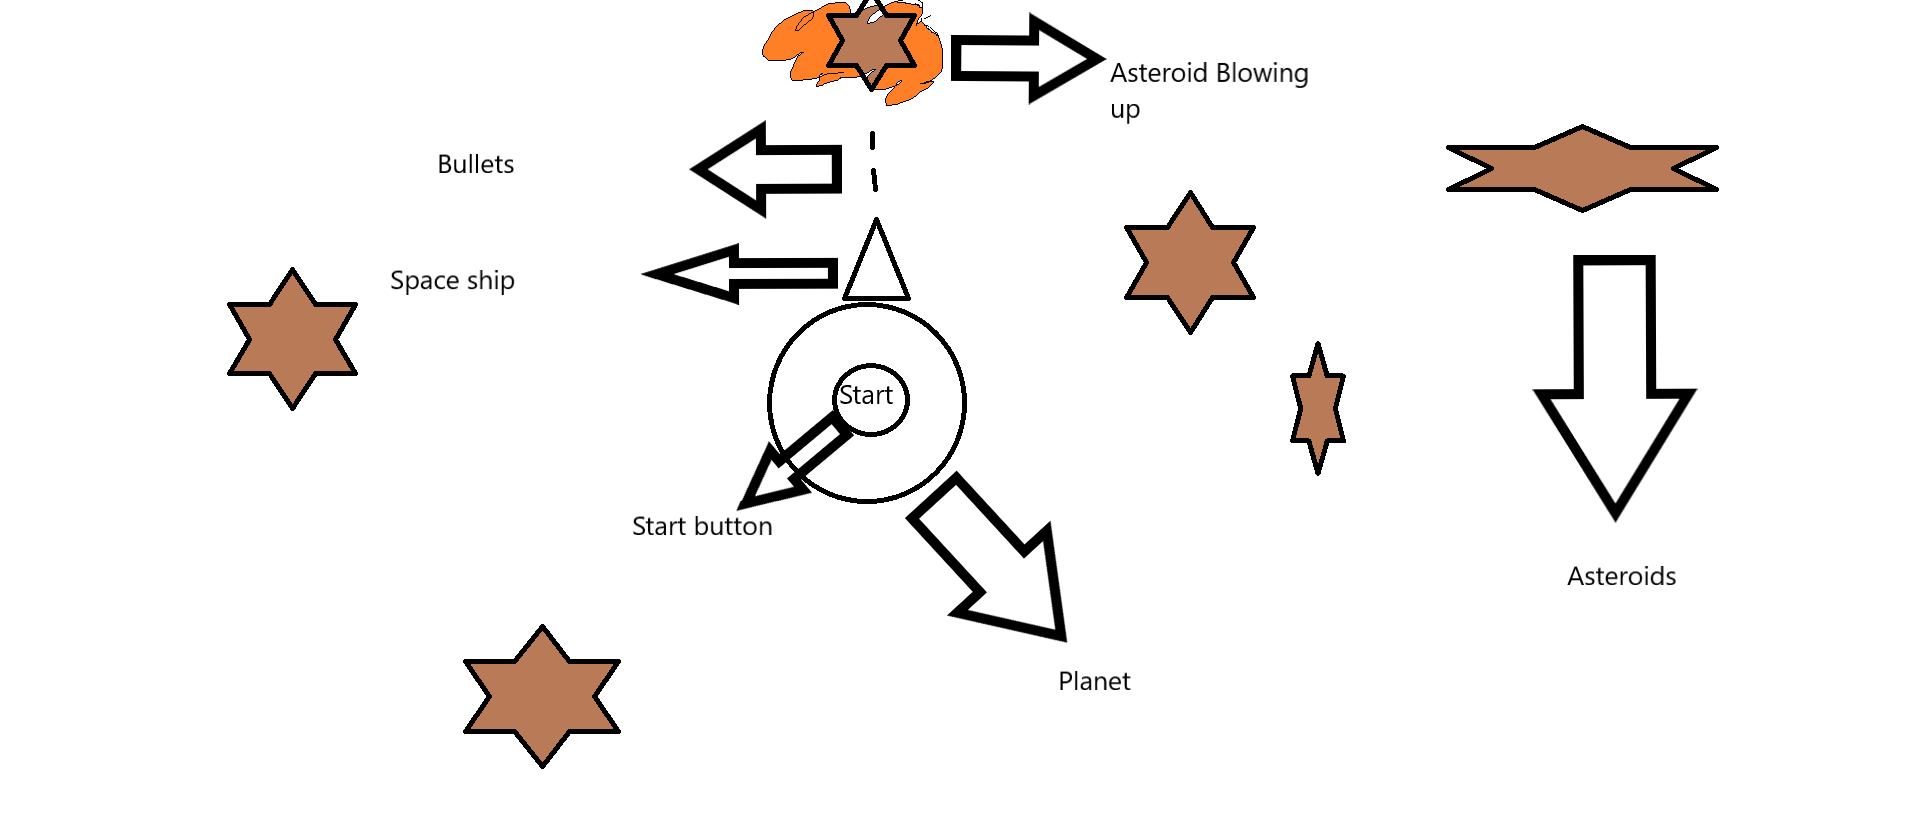 Asteroid Blowing
up
Bullets
Space ship
Start
Start button
Asteroids
Planet